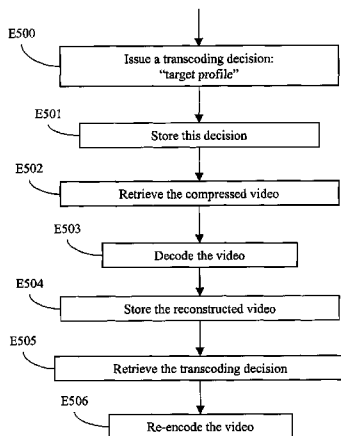 E500
Issue a transcoding decision:
"target profile"
E501
Store this decision
E502
Retrieve the compressed video
E503
Decode the video
E504
Store the reconstructed video
E505
Retrieve the transcoding decision
E506
Re-encode the video